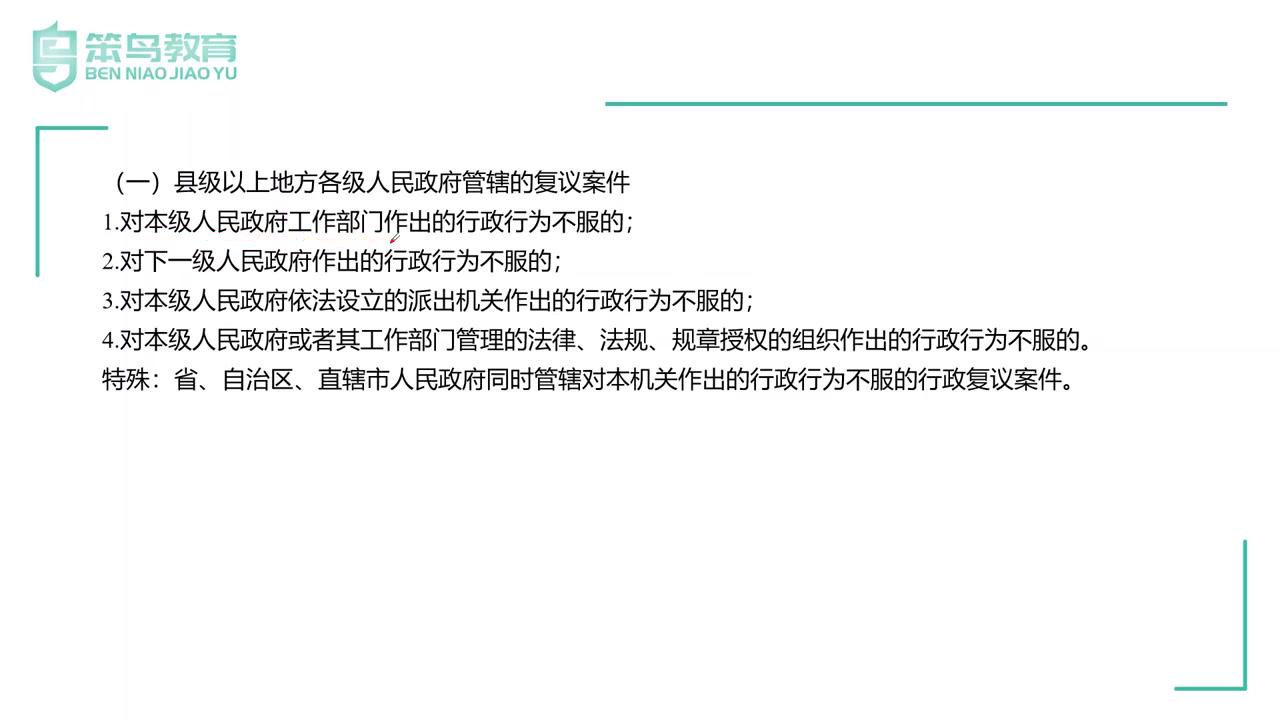 笨鸟教育
BEN NIAO JIAO YU
（一）县级以上地方各级人民政府管辖的复议案件
1.对本级人民政府工作部门作出的行政行为不服的；
2.对下一级人民政府作出的行政行为不服的；
3.对本级人民政府依法设立的派出机关作出的行政行为不服的；
4.对本级人民政府或者其工作部门管理的法律、法规、规章授权的组织作出的行政行为不服的。
特殊：省、自治区、直辖市人民政府同时管辖对本机关作出的行政行为不服的行政复议案件。